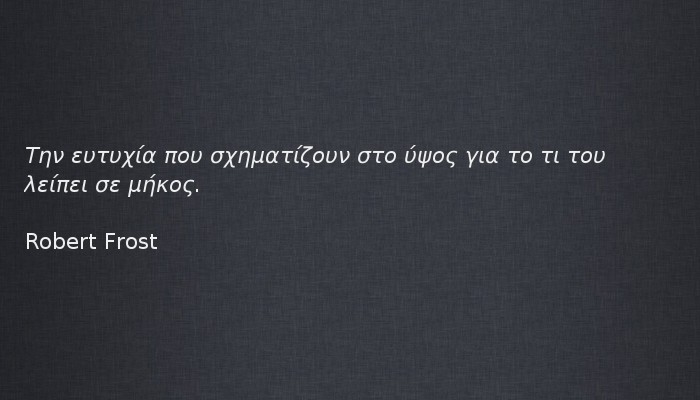 Την ευτυχία που σχηματίζουν στο ύψος για το τι του
λείπει σε μήκος.
Robert Frost